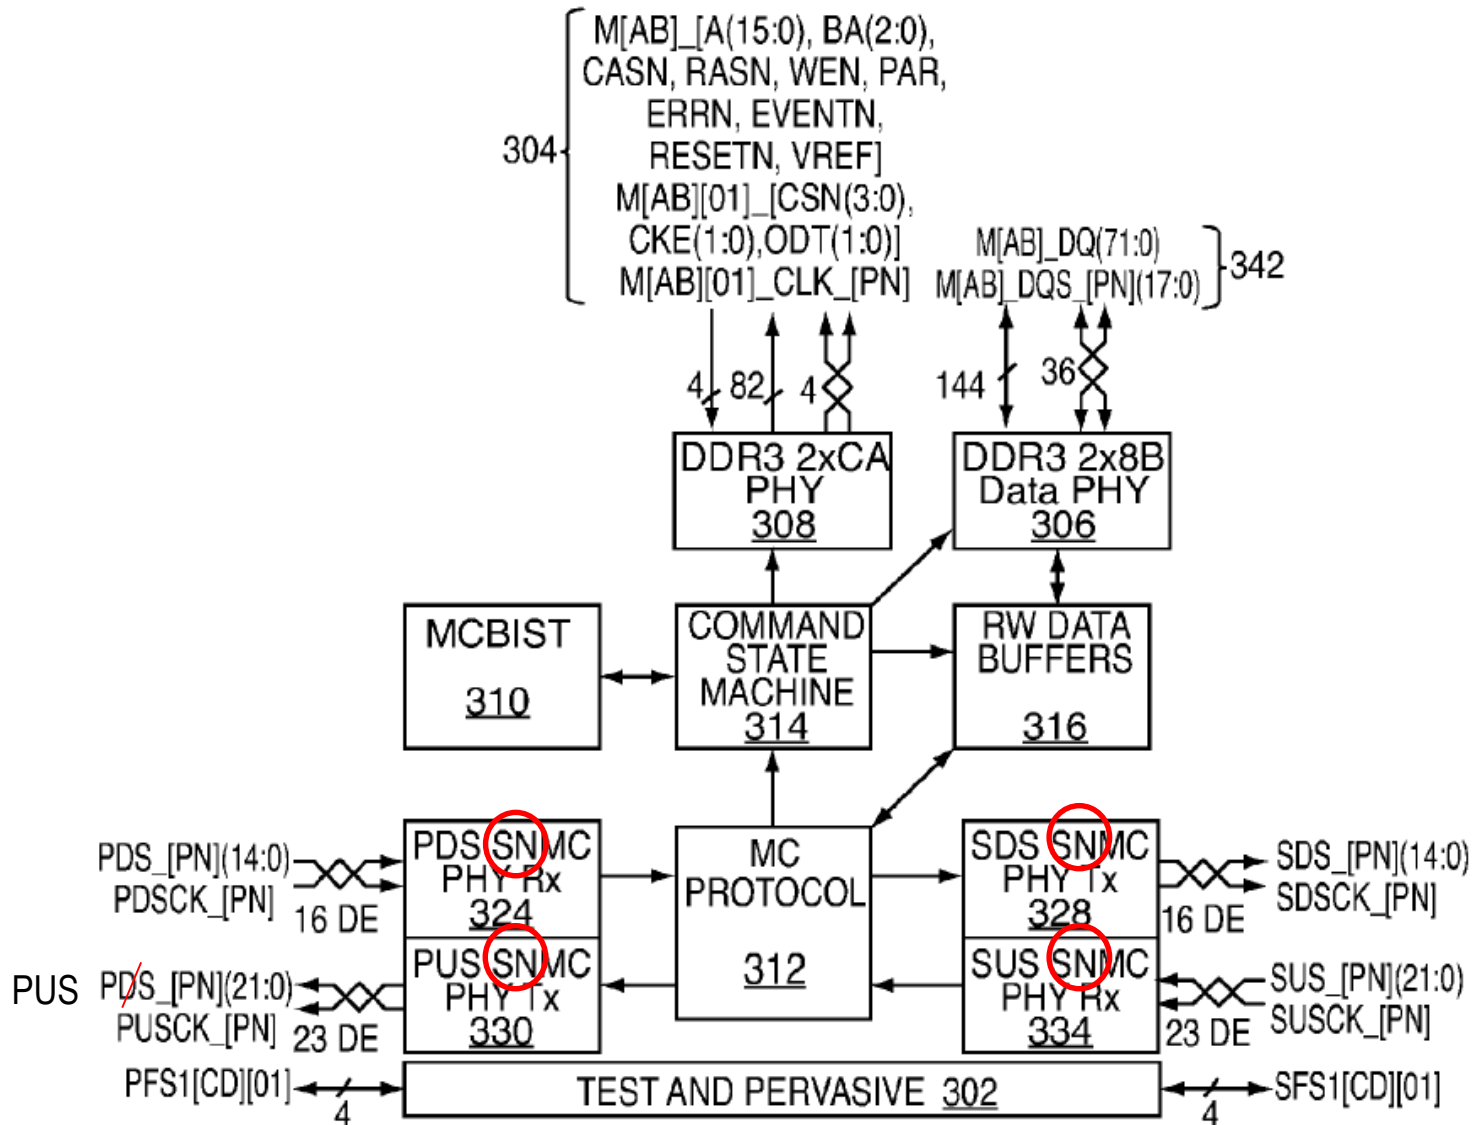 M[AB]_[A(15:0), BA(2:0),
CASN, RASN, WEN, PAR,
ERRN, EVENTN,
RESETN, VREF]
M[AB][01]_[CSN(3:0),
CKE(1:0),ODT(1:0)]
M[AB][01]_CLK_[PN]
304
M[AB]_DQ(71:0)
M[AB]_DQS_[PN](17:0)
342
4
82
4
144
36
DDR3 2xCA
PHY
308
DDR3 2x8B
Data PHY
306
MCBIST
310
COMMAND
STATE
MACHINE
314
RW DATA
BUFFERS
316
PDS_[PN](14:0)
PDSCK_[PN]
16 DE
PDS SNMC
PHY Rx
324
MC
PROTOCOL
312
SDS SNMC
PHY Tx
328
16 DE
SDS_[PN](14:0)
SDSCK_[PN]
PUS
PDS_[PN](21:0)
PUSCK_[PN]
23 DE
PUS SNMC
PHY Tx
330
SUS SNMC
PHY Rx
334
23 DE
SUS_[PN](21:0)
SUSCK_[PN]
PFS1[CD][01]
4
TEST AND PERVASIVE 302
4
SFS1[CD][01]